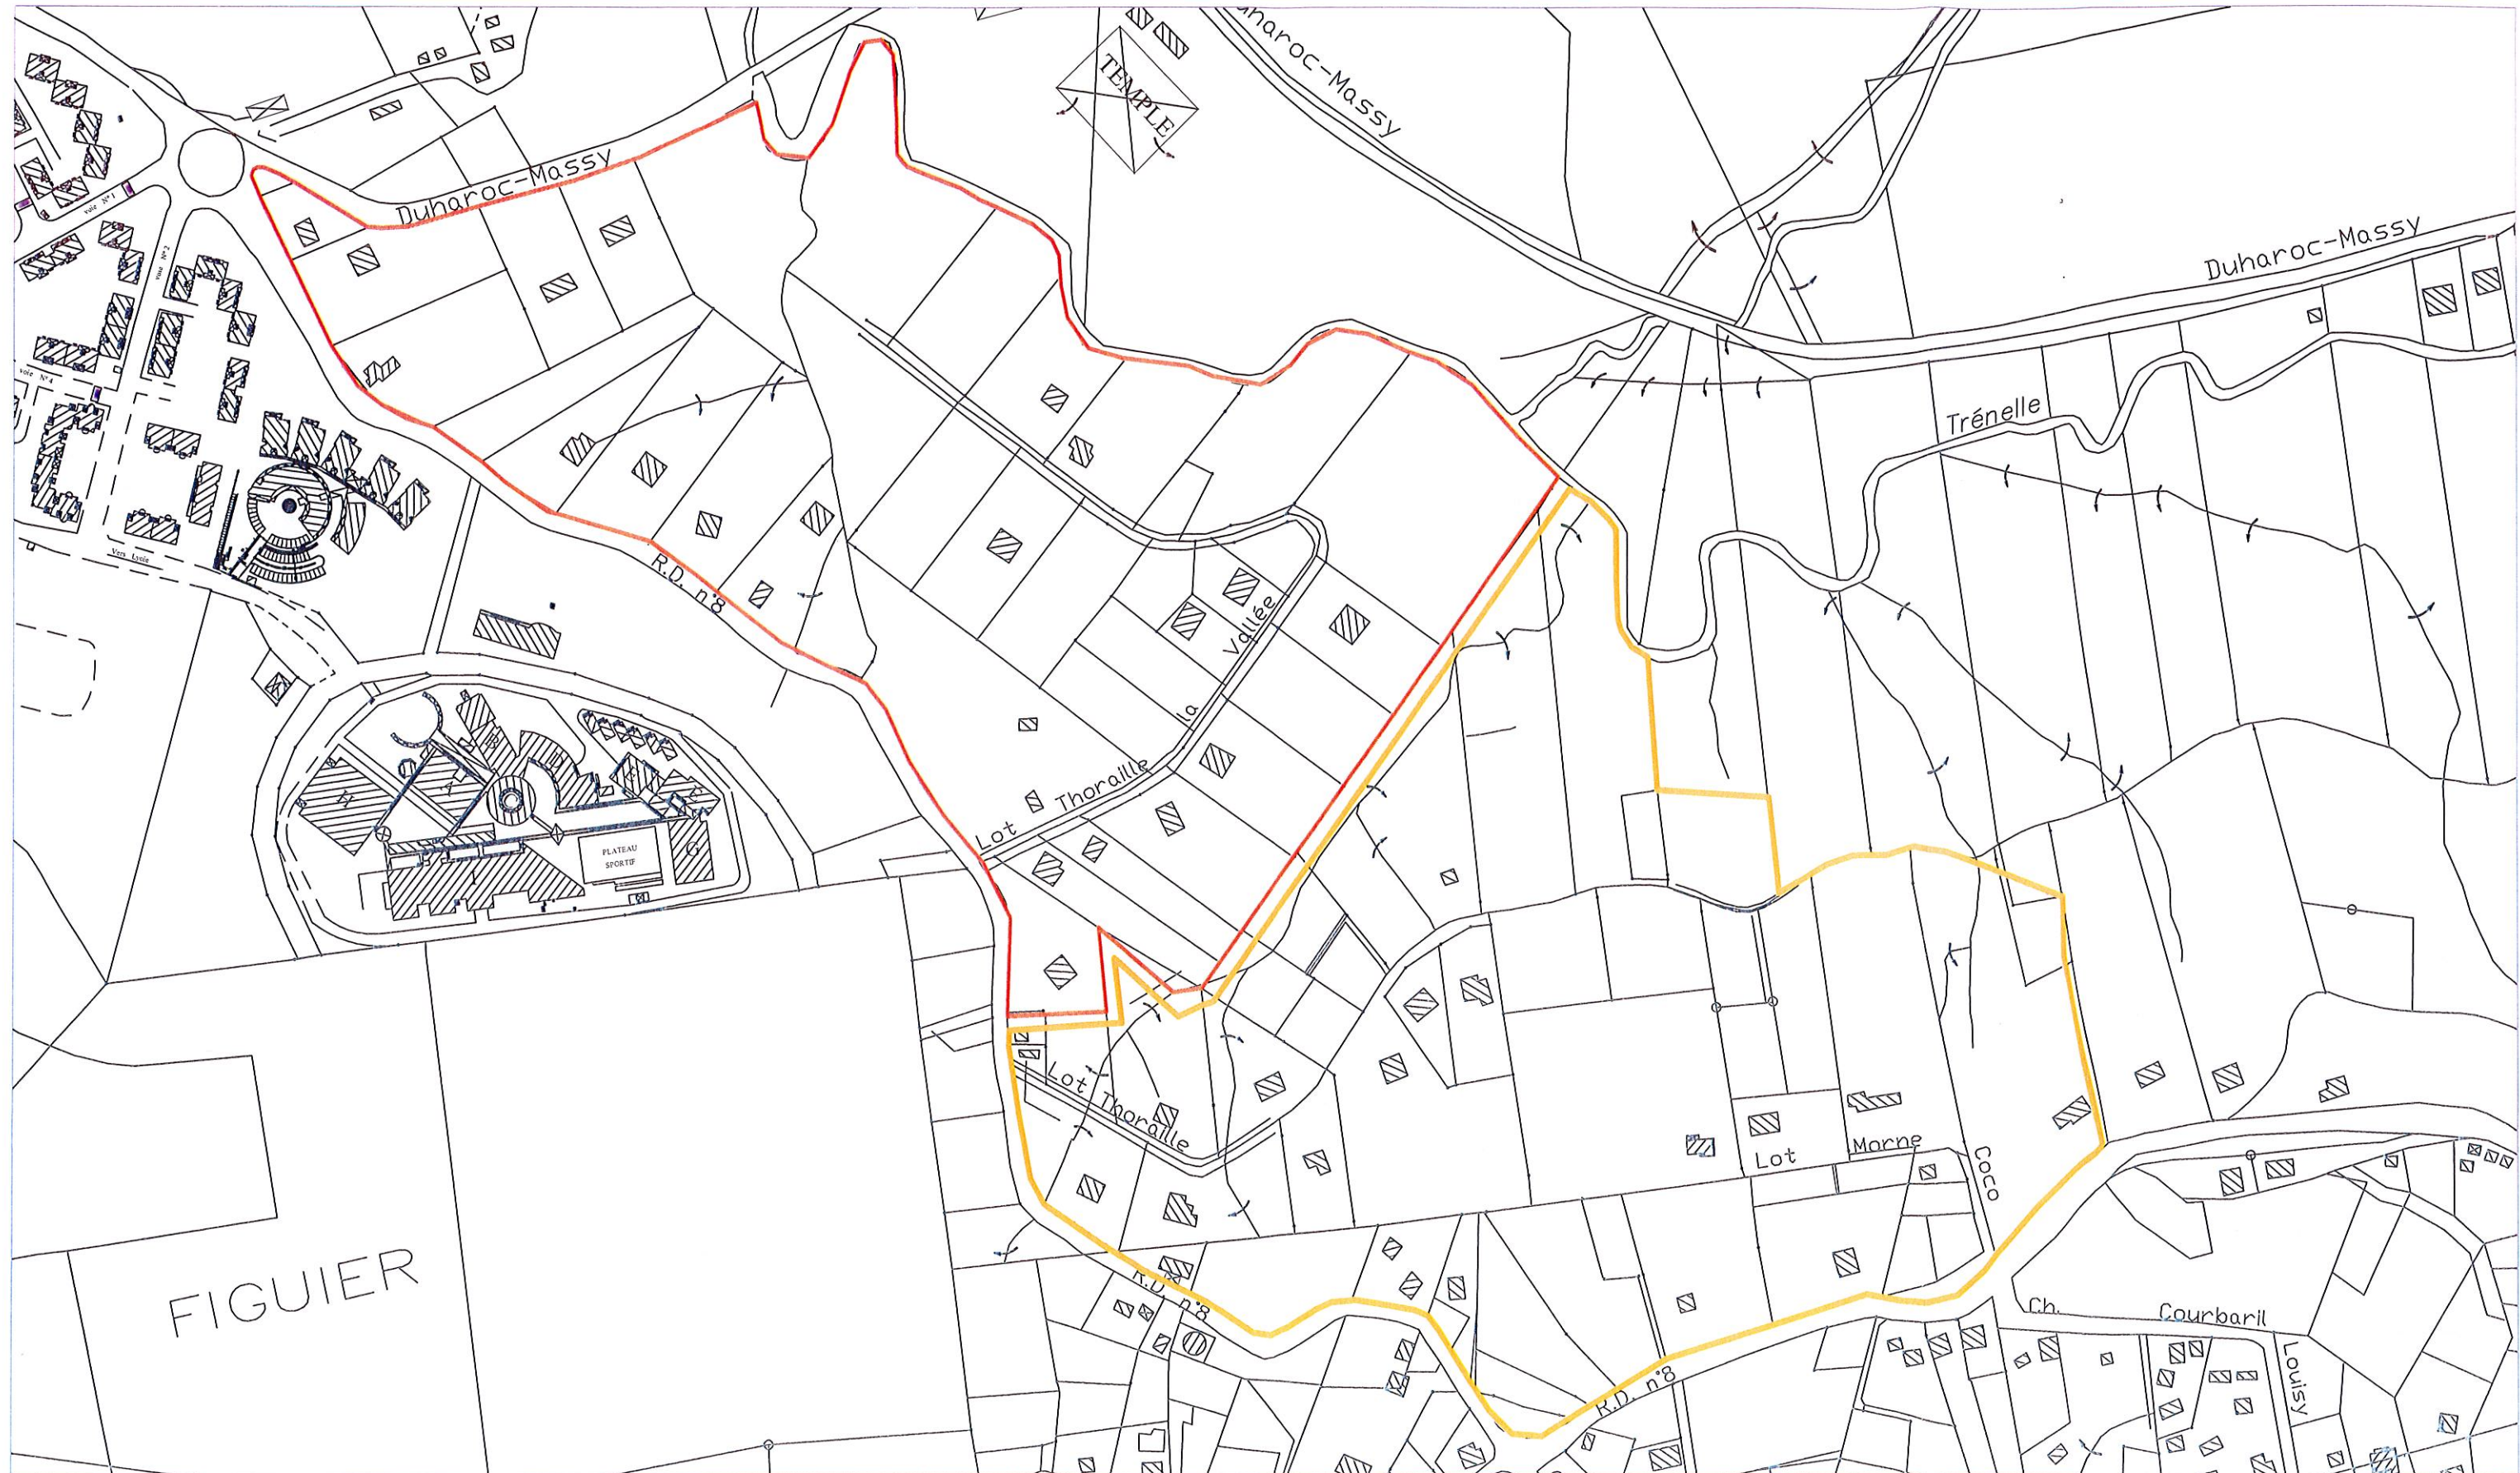 Duharoc-Massy
TEMPLE
voie N°1
Duharoc-Massy
voie N°2
Duharoc-Massy
voie N°4
Trénelle
Vers Lycée
R.D. n°8
Vallée
la
Thoraille
Lot
PLATEAU
SPORTIF
H
A
B
D
G
Lot Thoraille
Lot Morne
Coco
FIGUIER
R.D. n°8
Ch. Courbaril
Louisy
R.D. n°8